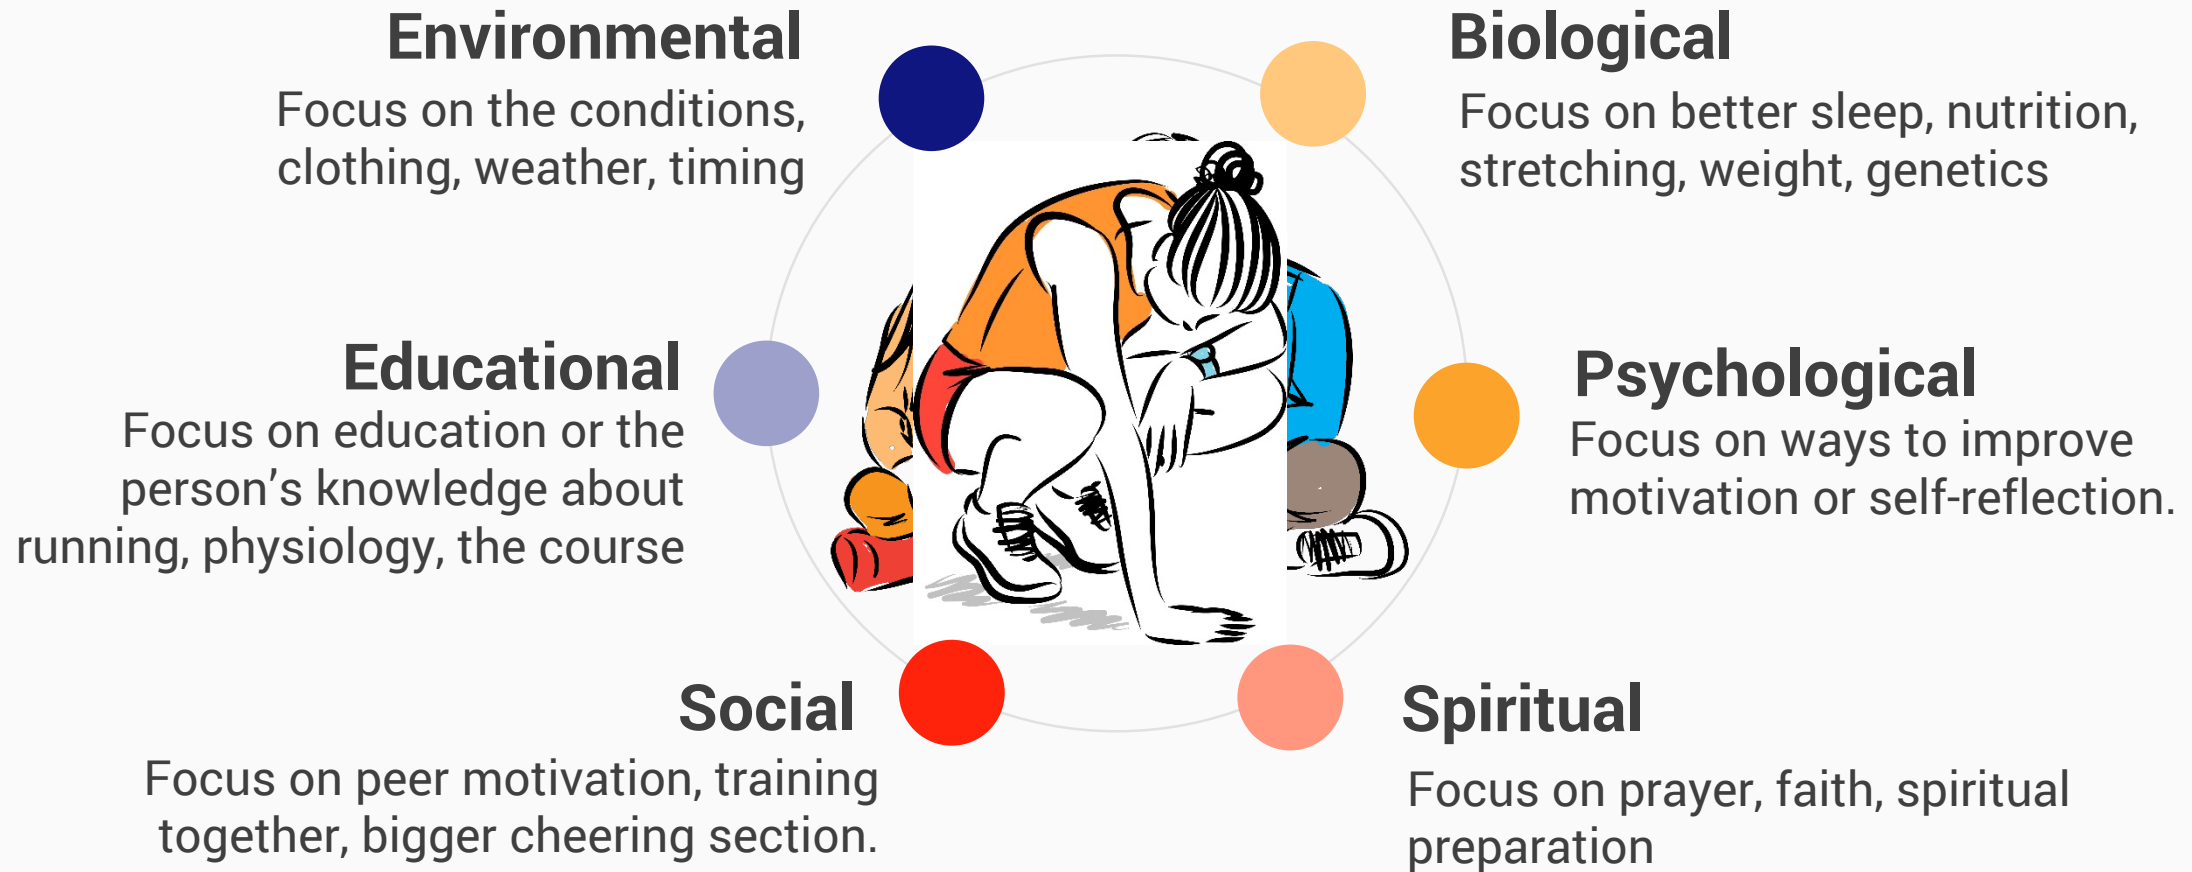 Environmental
Focus on the conditions,
clothing, weather, timing
Biological
Focus on better sleep, nutrition,
stretching, weight, genetics
Educational
Focus on education or the
person’s knowledge about
running, physiology, the course
Psychological
Focus on ways to improve
motivation or self-reflection.
Social
Focus on peer motivation, training
together, bigger cheering section.
Spiritual
Focus on prayer, faith, spiritual
preparation